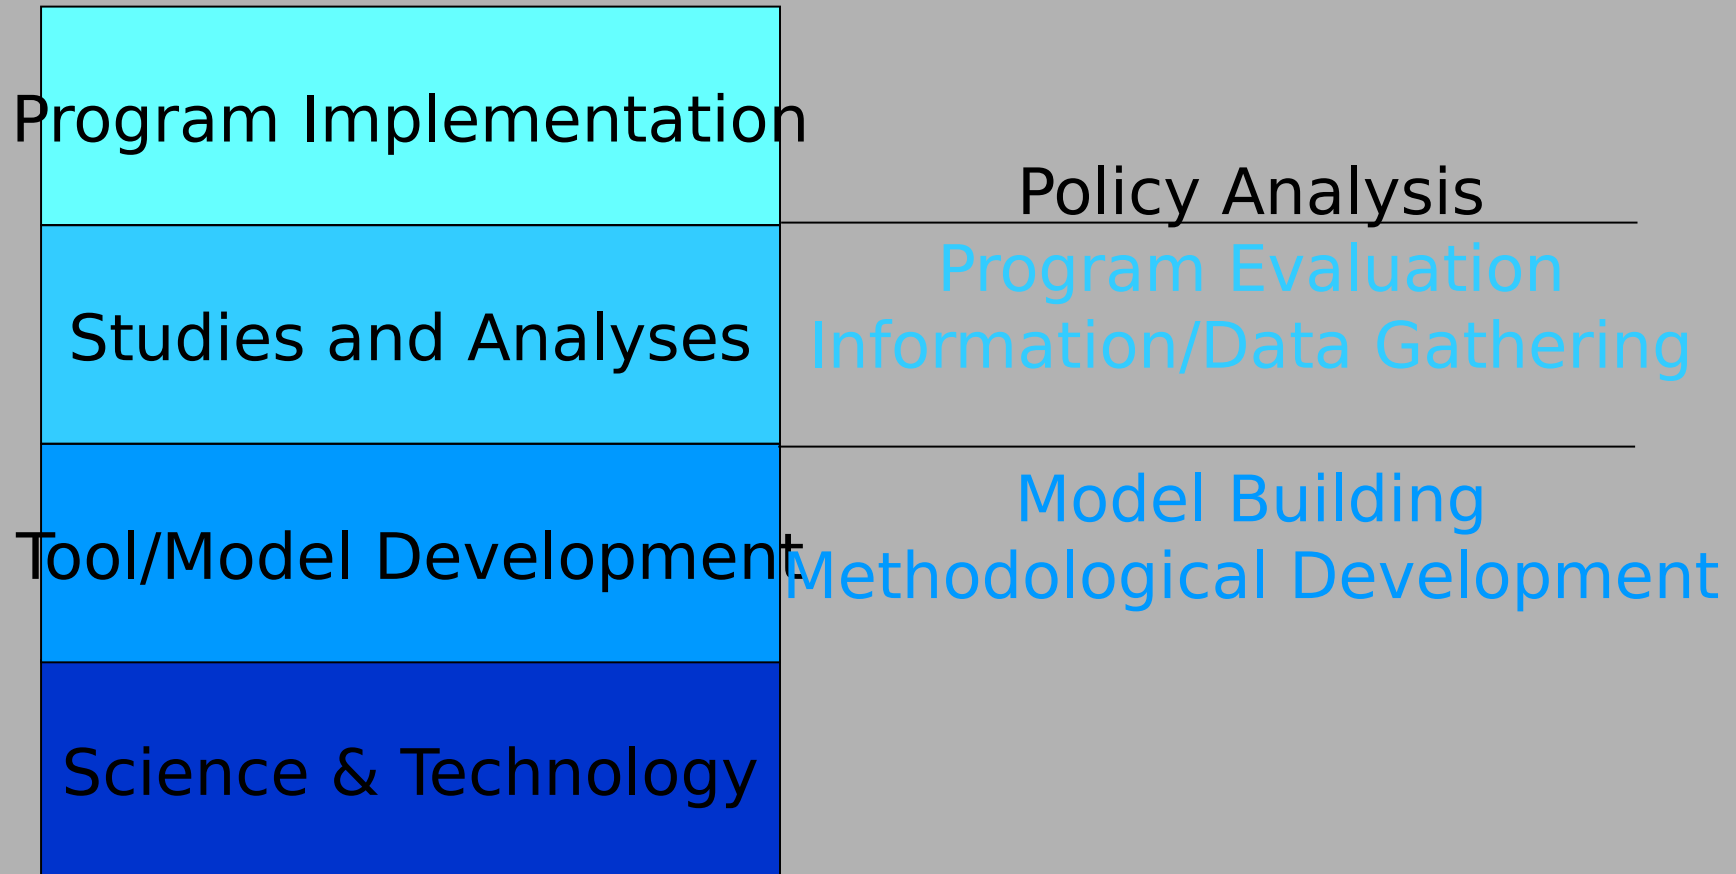 Program Implementation
Studies and Analyses
Tool/Model Development
Science & Technology
Policy Analysis
Program Evaluation
Information/Data Gathering
Model Building
Methodological Development